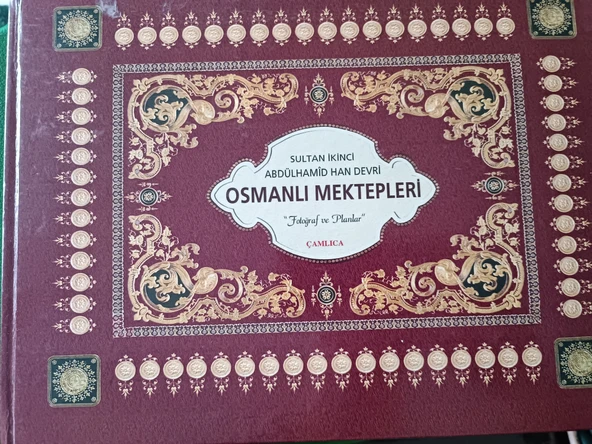 SULTAN İKİNCİ
ABDÜLHAMİD HAN DEVRİ
OSMANLI MEKTEPLERİ
"Fotoğraf ve Planlar"
ÇAMLICA